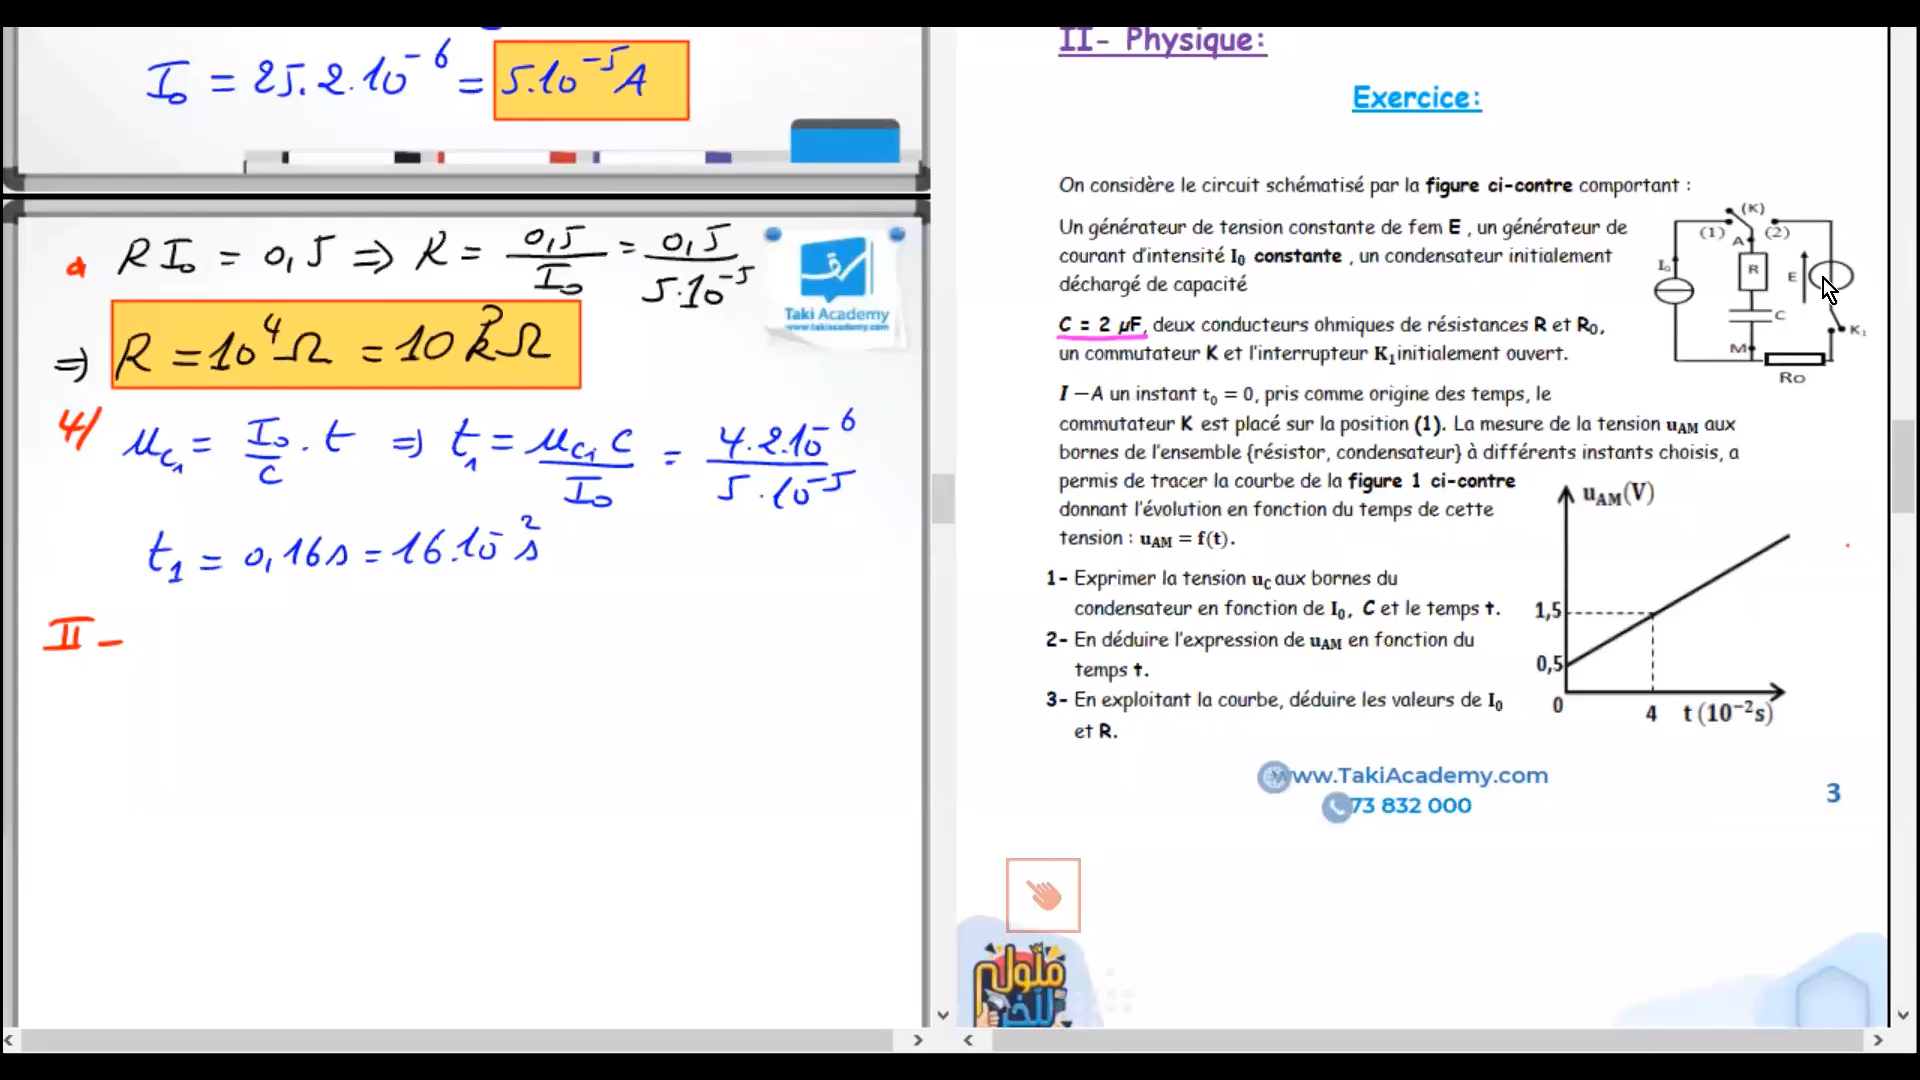 I₀ = 25.2.10⁻⁶ = 5.10⁻⁵A
RI₀ = 0,5 ⇒ R = 0,5/I₀ = 0,5/5.10⁻⁵
Taki Academy
www.takiacademy.com
⇒ R = 10⁴Ω = 10 kΩ
4/ uC₁ = I₀/C . t ⇒ t₁ = uC₁ C/I₀ = 4.2.10⁻⁶/5.10⁻⁵
t₁ = 0,16s = 16.10⁻² s
II -
II- Physique:
Exercice:
On considère le circuit schématisé par la figure ci-contre comportant :
Un générateur de tension constante de fem E , un générateur de
courant d'intensité I₀ constante , un condensateur initialement
déchargé de capacité
C = 2 µF, deux conducteurs ohmiques de résistances R et R₀,
un commutateur K et l'interrupteur K₁ initialement ouvert.
(K)
(1) A (2)
I₀ R E
C
M K₁
Ro
I –A un instant t₀ = 0, pris comme origine des temps, le
commutateur K est placé sur la position (1). La mesure de la tension uAM aux
bornes de l'ensemble {résistor, condensateur} à différents instants choisis, a
permis de tracer la courbe de la figure 1 ci-contre
donnant l'évolution en fonction du temps de cette
tension : uAM = f(t).
1- Exprimer la tension uC aux bornes du
condensateur en fonction de I₀, C et le temps t.
2- En déduire l'expression de uAM en fonction du
temps t.
3- En exploitant la courbe, déduire les valeurs de I₀
et R.
uAM(V)
1,5
0,5
0 4 t (10⁻²s)
www.TakiAcademy.com
73 832 000
3